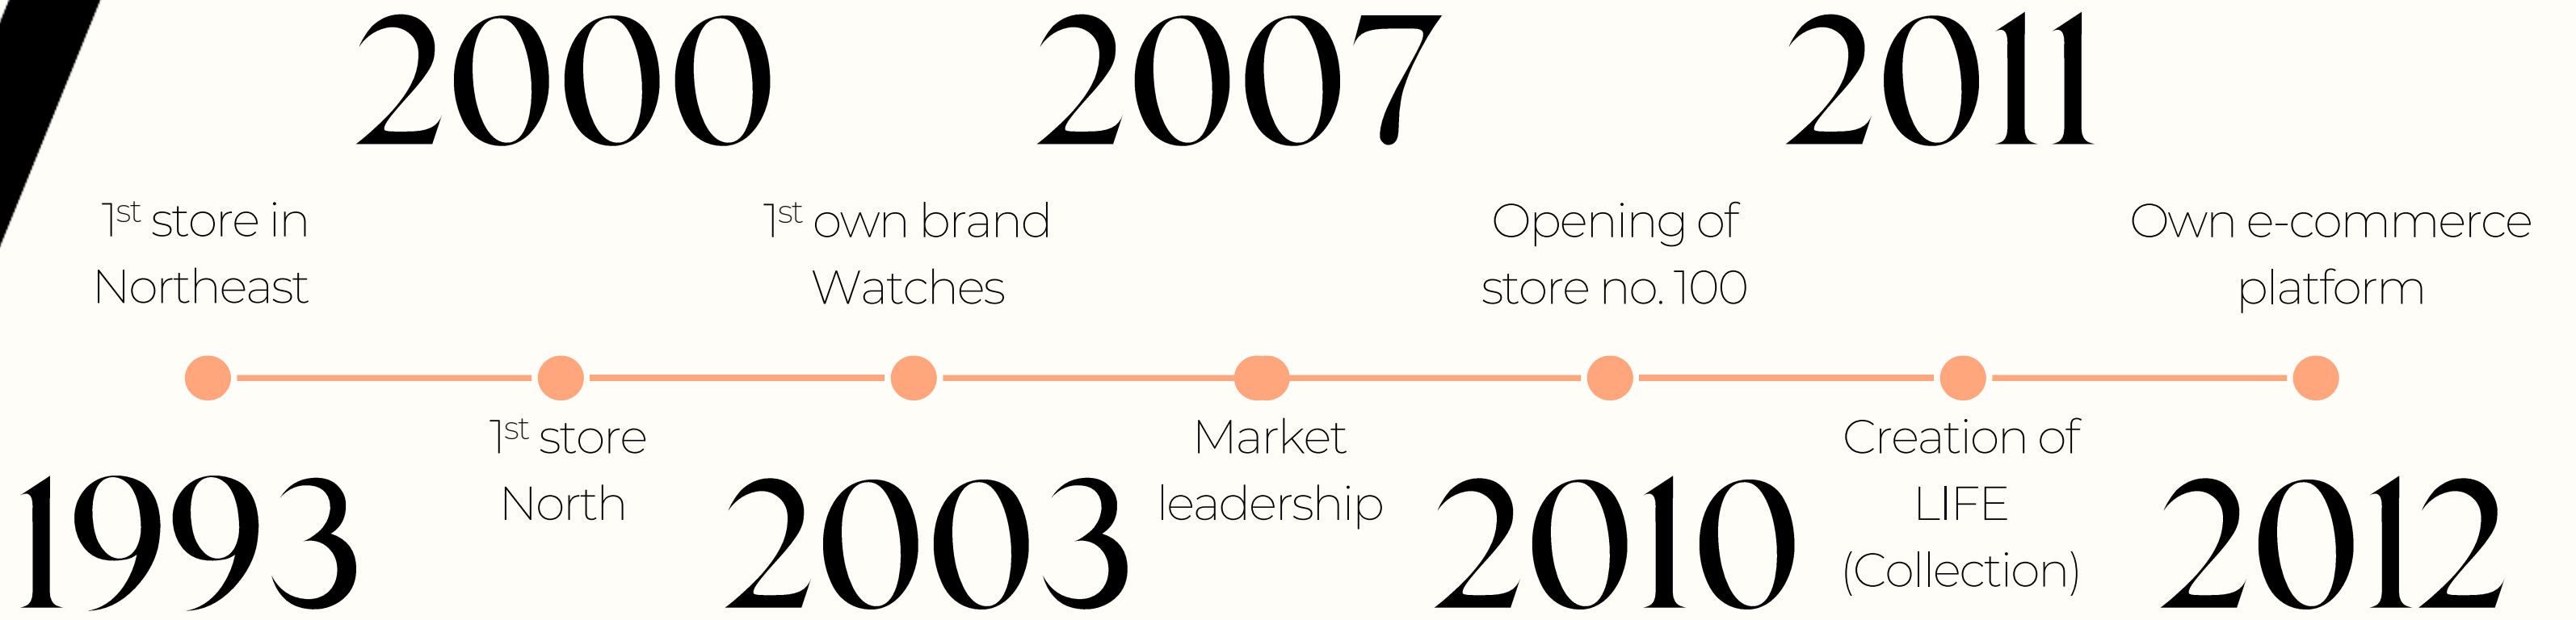 2000 2007 2011
1st store in
Northeast
1st own brand
Watches
Opening of
store no. 100
Own e-commerce
platform
1st store
North
Market
leadership
Creation of
LIFE
(Collection)
1993 2003 2010 2012